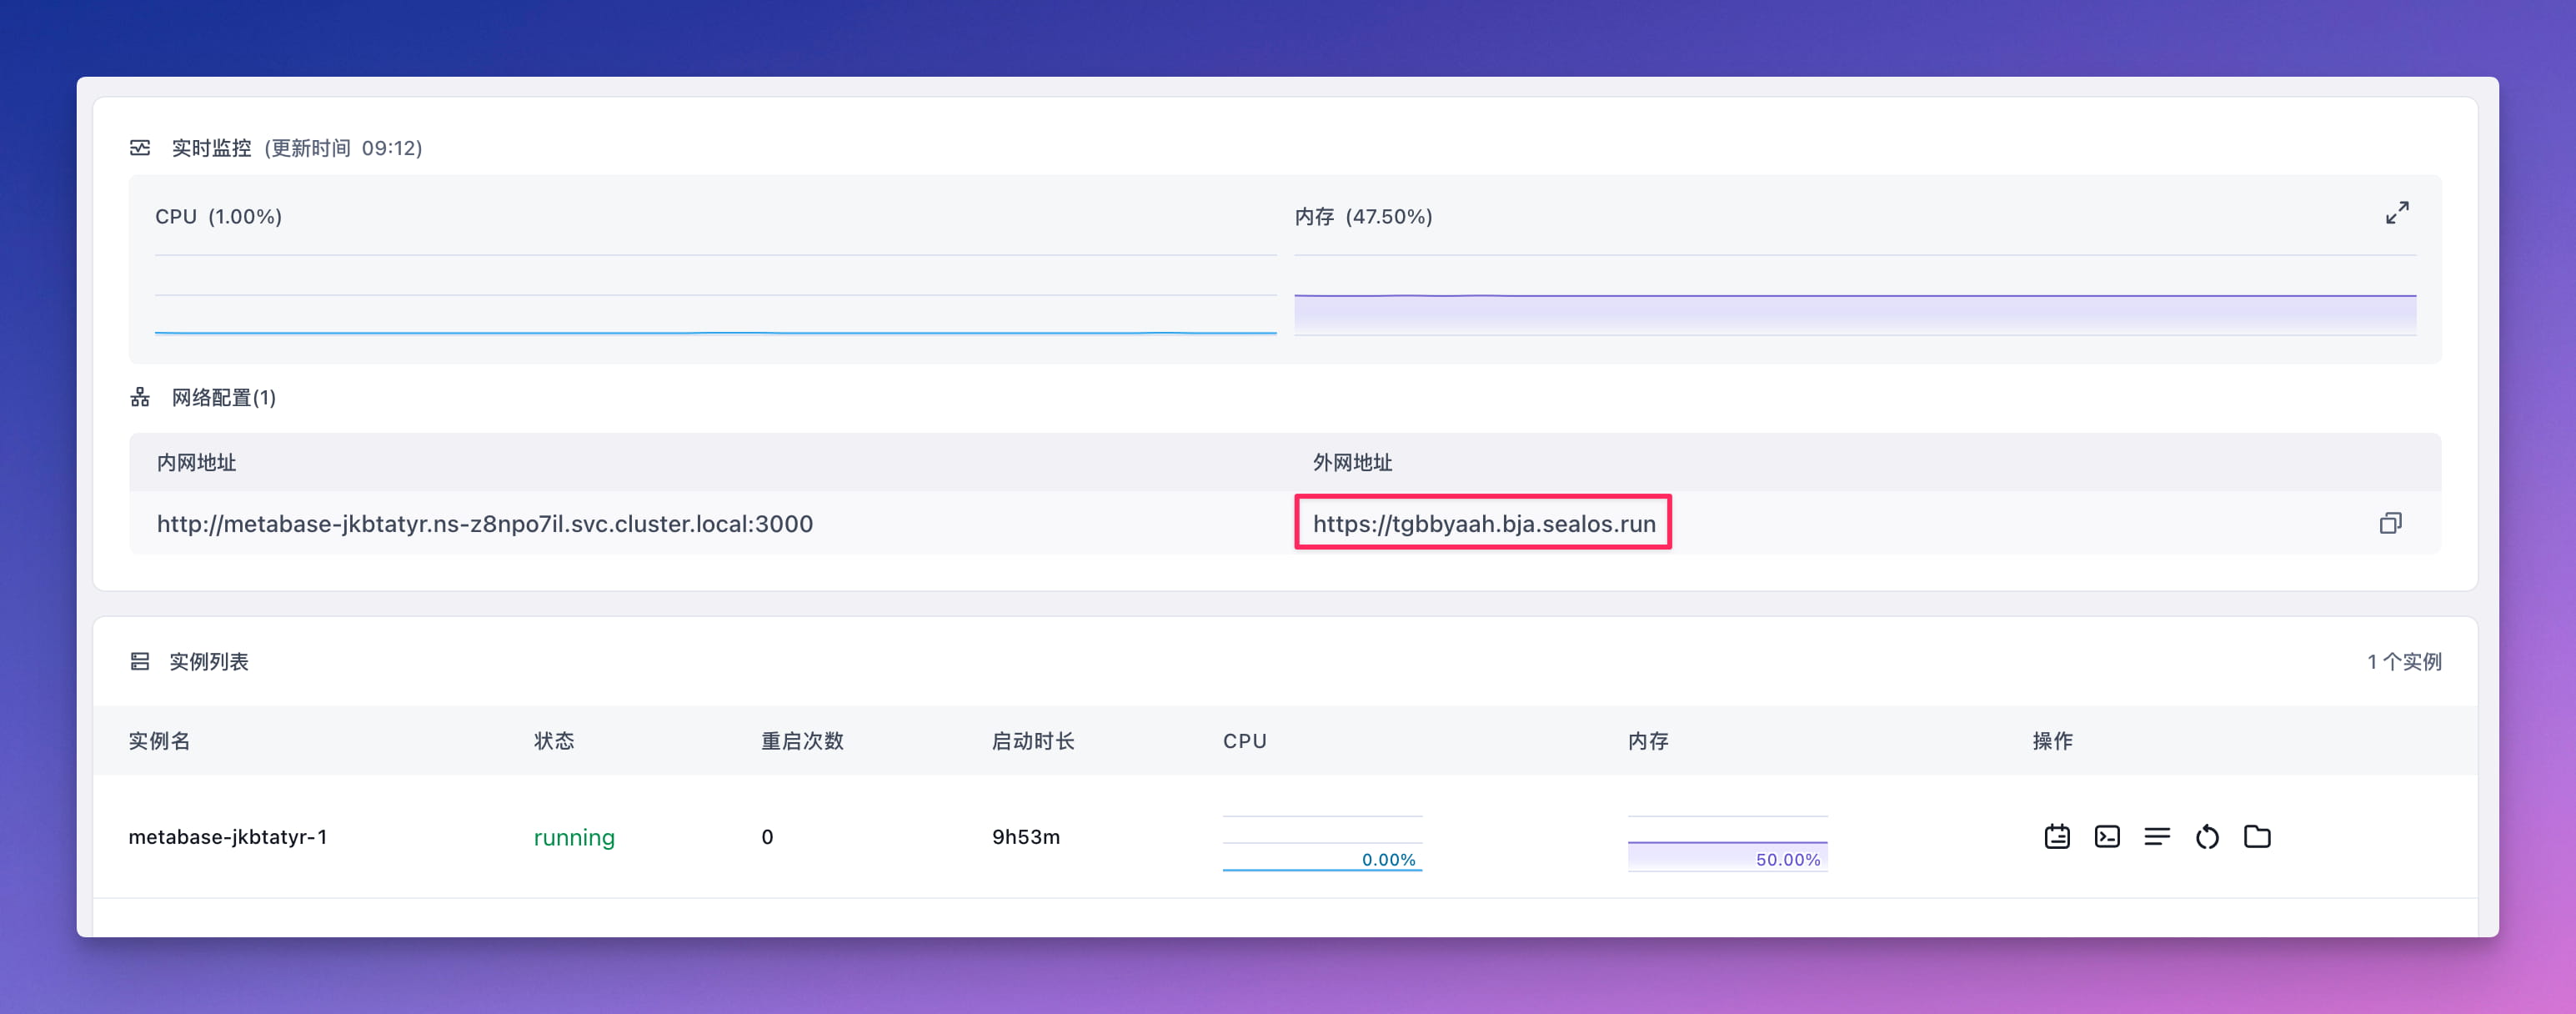 实时监控 (更新时间 09:12)
CPU (1.00%)
内存 (47.50%)
网络配置(1)
内网地址 外网地址
http://metabase-jkbtatyr.ns-z8npo7il.svc.cluster.local:3000 https://tgbbyaah.bja.sealos.run
实例列表 1 个实例
实例名 状态 重启次数 启动时长 CPU 内存 操作
metabase-jkbtatyr-1 running 0 9h53m 0.00% 50.00%